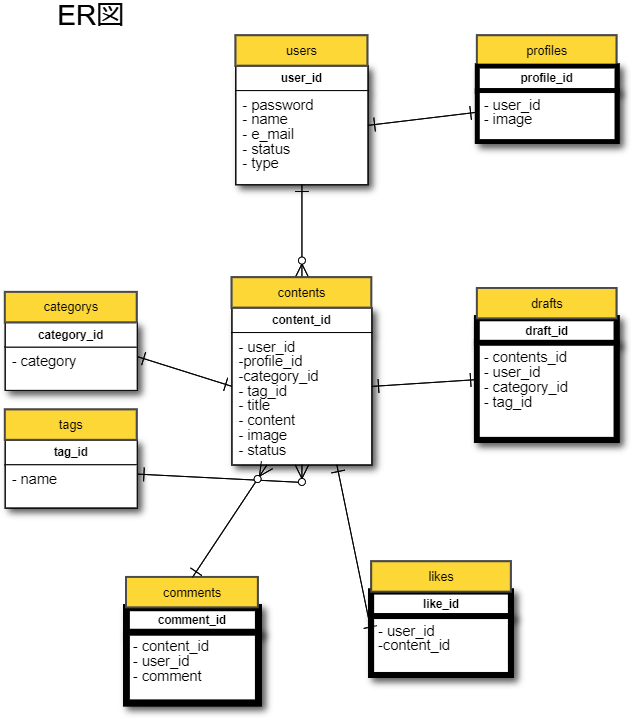 ER図
users
user_id
- password
- name
- e_mail
- status
- type
profiles
profile_id
- user_id
- image
categorys
category_id
- category
tags
tag_id
- name
contents
content_id
- user_id
-profile_id
-category_id
- tag_id
- title
- content
- image
- status
drafts
draft_id
- contents_id
- user_id
- category_id
- tag_id
comments
comment_id
- content_id
- user_id
- comment
likes
like_id
- user_id
-content_id